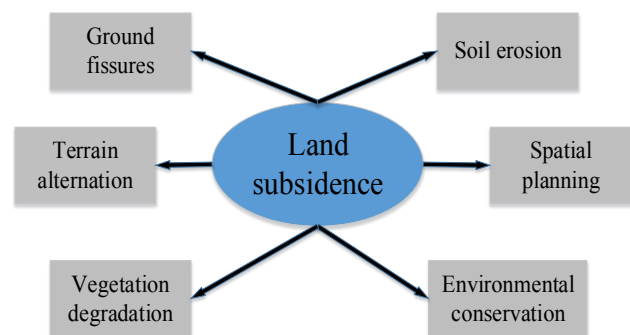 Ground
fissures
Soil erosion
Land
subsidence
Terrain
alternation
Spatial
planning
Vegetation
degradation
Environmental
conservation